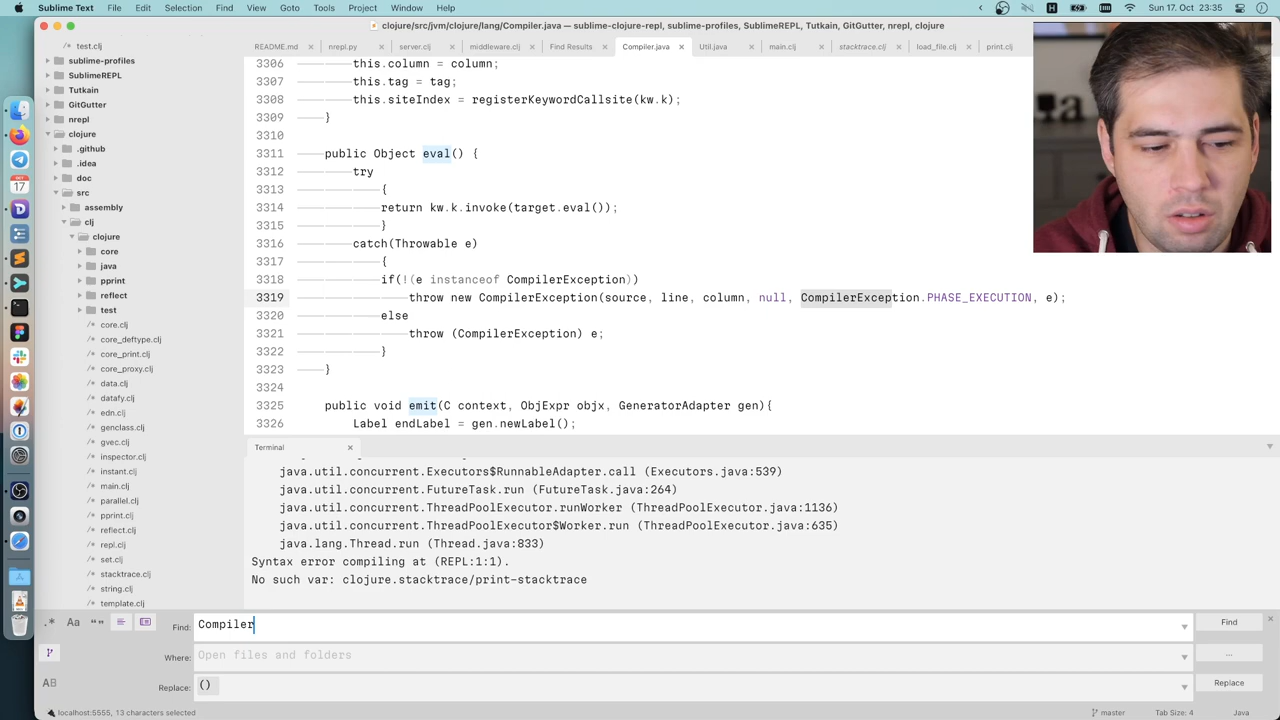 Sublime Text File Edit Selection Find View Goto Tools Project Window Help
Sun 17. Oct 23:35
clojure/src/jvm/clojure/lang/Compiler.java — sublime-clojure-repl, sublime-profiles, SublimeREPL, Tutkain, GitGutter, nrepl, clojure
README.md × nrepl.py × server.clj middleware.clj × Find Results × Compiler.java × Util.java × main.clj × stacktrace.clj × load_file.clj × print.clj
test.clj
sublime-profiles
SublimeREPL
Tutkain
GitGutter
nrepl
clojure
.github
.idea
doc
src
assembly
clj
clojure
core
java
pprint
reflect
test
core.clj
core_deftype.clj
core_print.clj
core_proxy.clj
data.clj
datafy.clj
edn.clj
genclass.clj
gvec.clj
inspector.clj
instant.clj
main.clj
parallel.clj
pprint.clj
reflect.clj
repl.clj
set.clj
stacktrace.clj
string.clj
template.clj
OCT
17
3306 this.column = column;
3307 this.tag = tag;
3308 this.siteIndex = registerKeywordCallsite(kw.k);
3309 }
3310
3311 public Object eval() {
3312 try
3313 {
3314 return kw.k.invoke(target.eval());
3315 }
3316 catch(Throwable e)
3317 {
3318 if(!(e instanceof CompilerException))
3319 throw new CompilerException(source, line, column, null, CompilerException.PHASE_EXECUTION, e);
3320 else
3321 throw (CompilerException) e;
3322 }
3323 }
3324
3325 public void emit(C context, ObjExpr objx, GeneratorAdapter gen){
3326 Label endLabel = gen.newLabel();
Terminal ×
java.util.concurrent.Executors$RunnableAdapter.call (Executors.java:539)
java.util.concurrent.FutureTask.run (FutureTask.java:264)
java.util.concurrent.ThreadPoolExecutor.runWorker (ThreadPoolExecutor.java:1136)
java.util.concurrent.ThreadPoolExecutor$Worker.run (ThreadPoolExecutor.java:635)
java.lang.Thread.run (Thread.java:833)
Syntax error compiling at (REPL:1:1).
No such var: clojure.stacktrace/print-stacktrace
.* Aa “” Find: Compiler Find
Where: Open files and folders ...
AB Replace: () Replace
localhost:5555, 13 characters selected master Tab Size: 4 Java